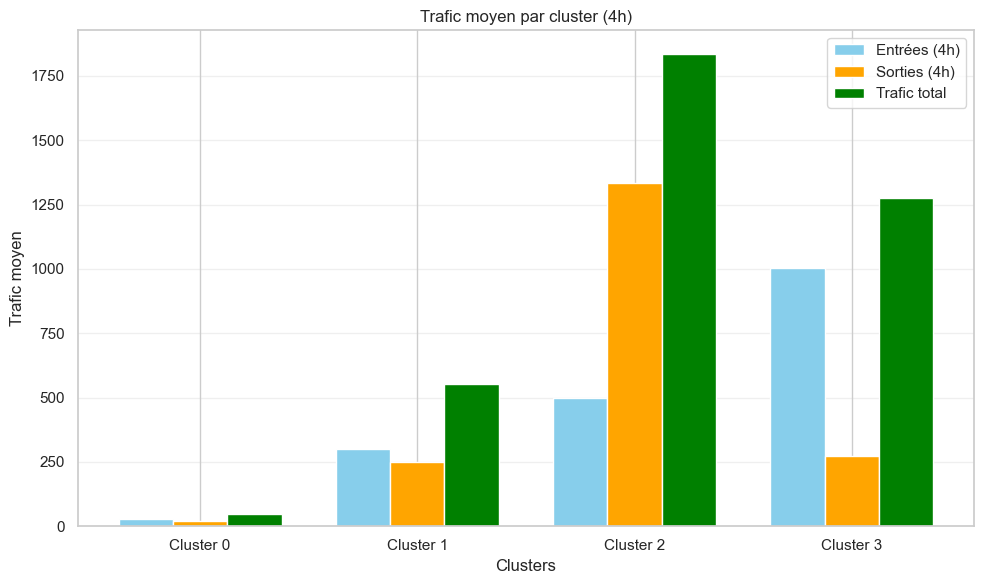 Trafic moyen par cluster (4h)
Entrées (4h)
Sorties (4h)
Trafic total
Trafic moyen
1750
1500
1250
1000
750
500
250
0
Cluster 0
Cluster 1
Cluster 2
Cluster 3
Clusters